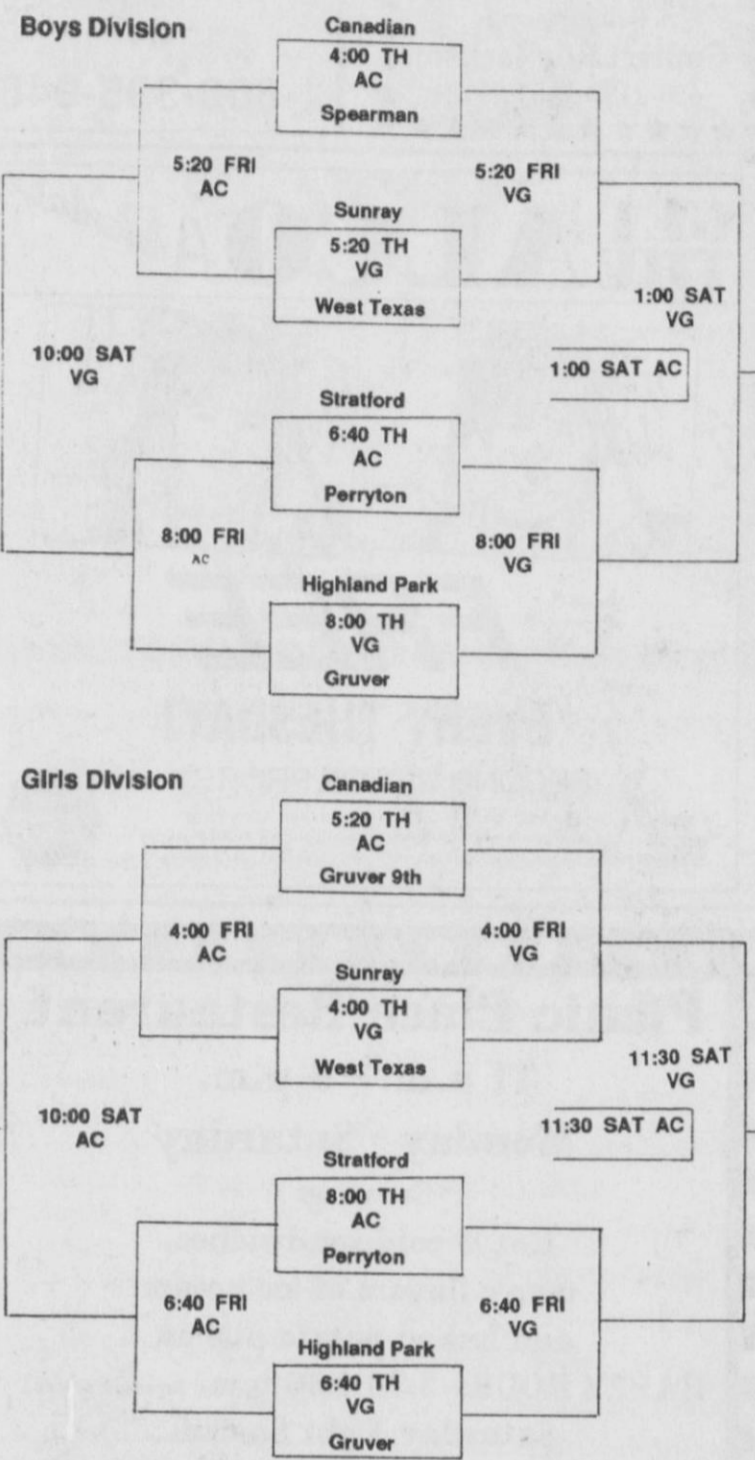 Boys Division
Canadian
4:00 TH
AC
Spearman
5:20 FRI
AC
5:20 FRI
VG
Sunray
5:20 TH
VG
West Texas
1:00 SAT
VG
10:00 SAT
VG
1:00 SAT AC
Stratford
6:40 TH
AC
Perryton
8:00 FRI
AC
8:00 FRI
VG
Highland Park
8:00 TH
VG
Gruver
Girls Division
Canadian
5:20 TH
AC
Gruver 9th
4:00 FRI
AC
4:00 FRI
VG
Sunray
4:00 TH
VG
West Texas
11:30 SAT
VG
10:00 SAT
AC
11:30 SAT AC
Stratford
8:00 TH
AC
Perryton
6:40 FRI
AC
6:40 FRI
VG
Highland Park
6:40 TH
VG
Gruver